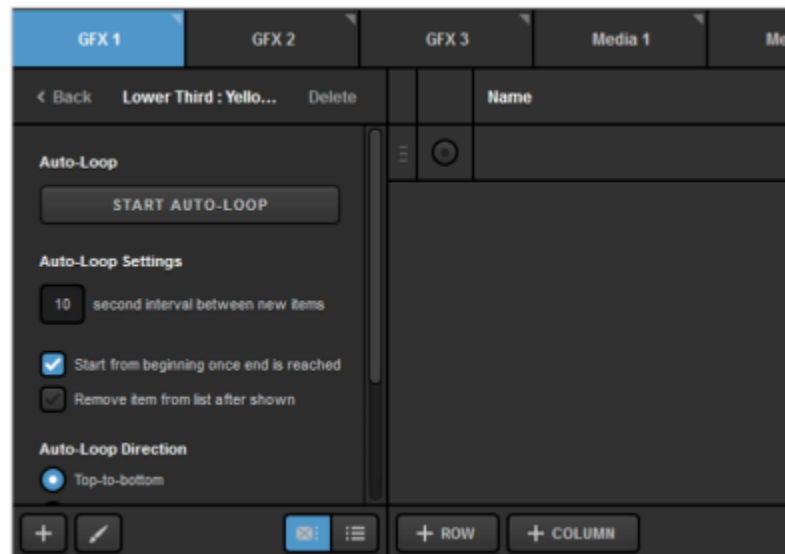 GFX 1 GFX 2 GFX 3 Media 1 Me
< Back Lower Third : Yello... Delete Name
Auto-Loop
START AUTO-LOOP
Auto-Loop Settings
10 second interval between new items
Start from beginning once end is reached
Remove item from list after shown
Auto-Loop Direction
Top-to-bottom
+ ROW + COLUMN